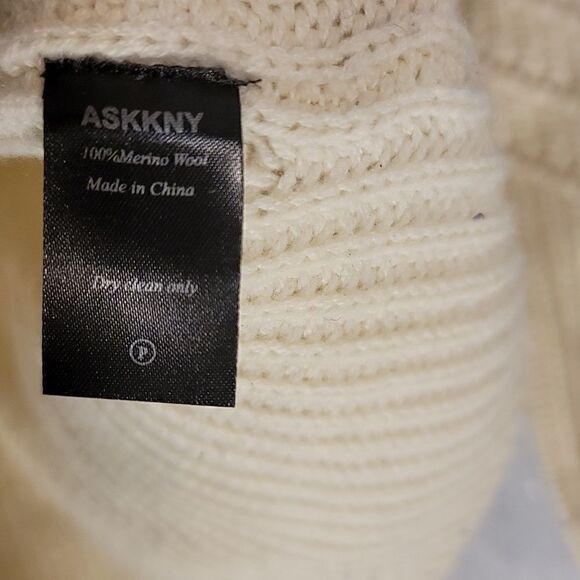 ASKKNY
100%Merino Wool
Made in China
Dry clean only
P